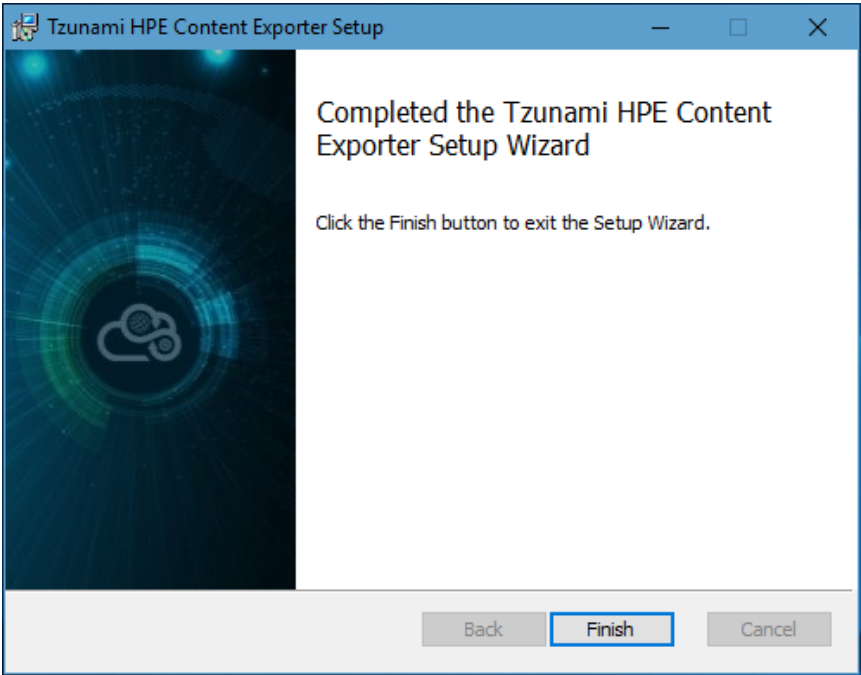 Tzunami HPE Content Exporter Setup
Completed the Tzunami HPE Content
Exporter Setup Wizard
Click the Finish button to exit the Setup Wizard.
Back
Finish
Cancel